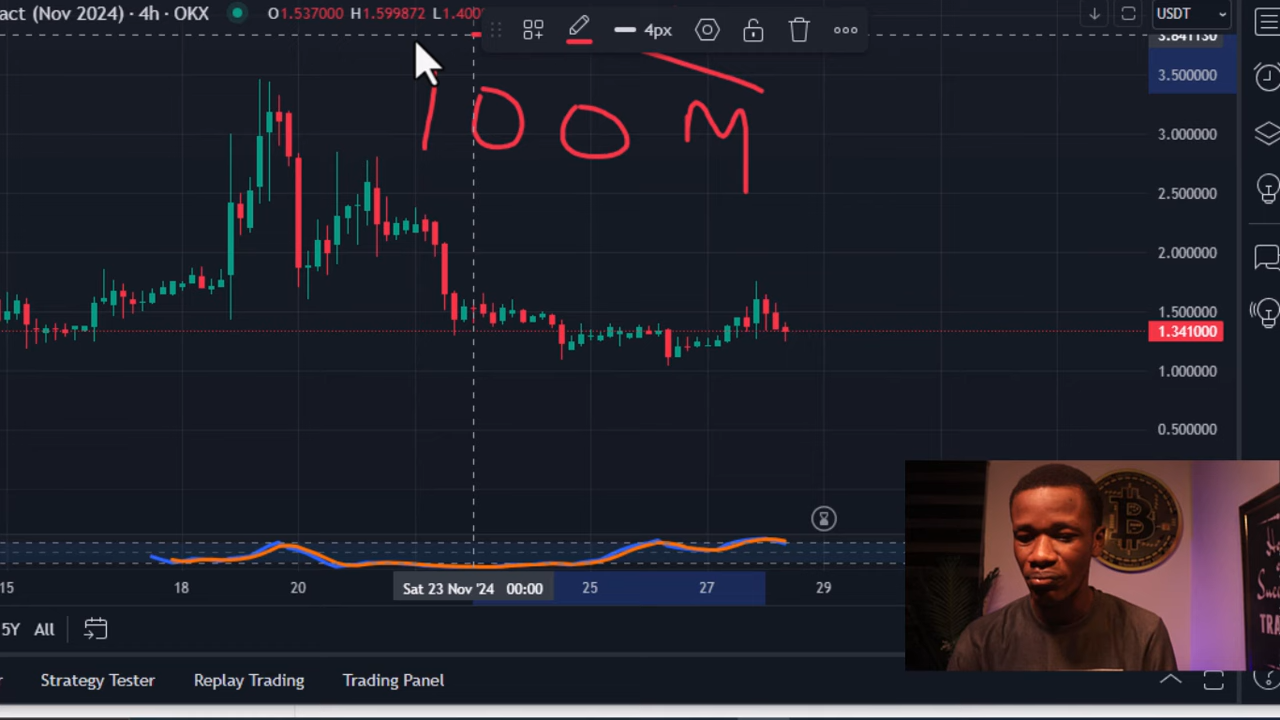 act (Nov 2024) · 4h · OKX O1.537000 H1.599872 L1.400
4px
USDT
3.841130
3.500000
100M
3.000000
2.500000
2.000000
1.500000
1.341000
1.000000
0.500000
15 18 20 Sat 23 Nov '24 00:00 25 27 29
5Y All
Strategy Tester Replay Trading Trading Panel